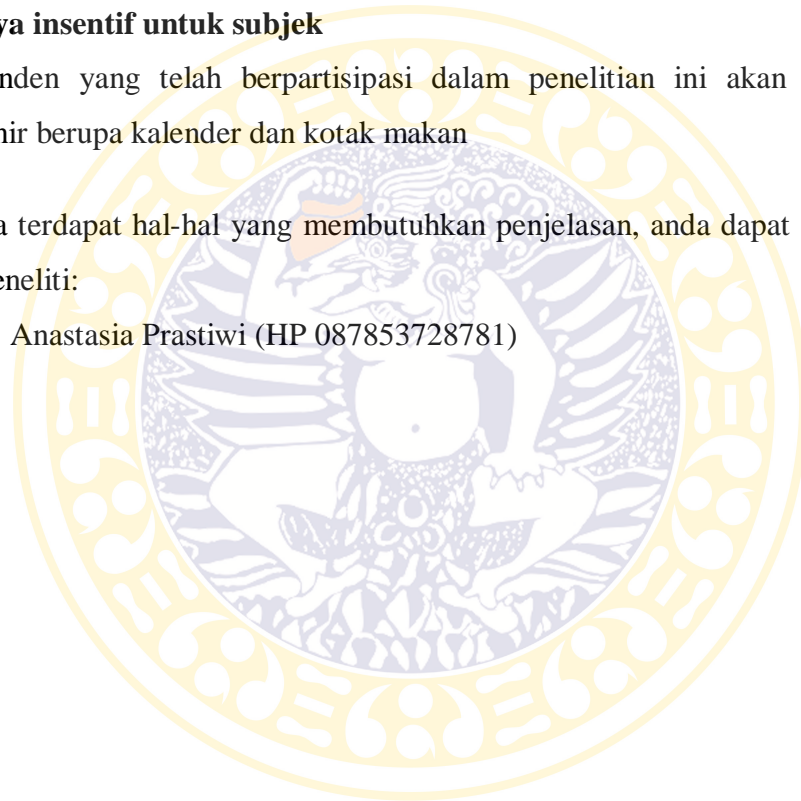 ya insentif untuk subjek
nden yang telah berpartisipasi dalam penelitian ini akan
ir berupa kalender dan kotak makan
a terdapat hal-hal yang membutuhkan penjelasan, anda dapat
eneliti:
Anastasia Prastiwi (HP 087853728781)